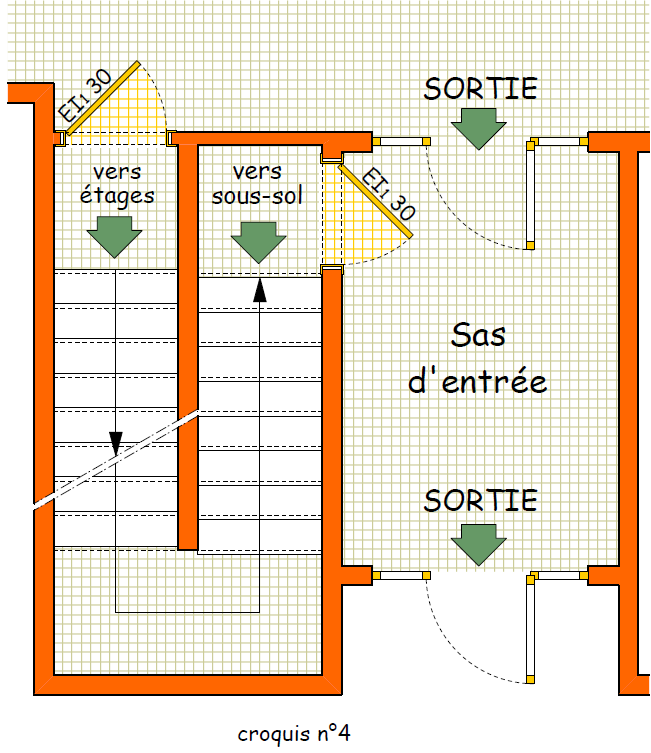 EI₁ 30
SORTIE
vers
étages
vers
sous-sol
EI₁ 30
Sas
d'entrée
SORTIE
croquis n°4